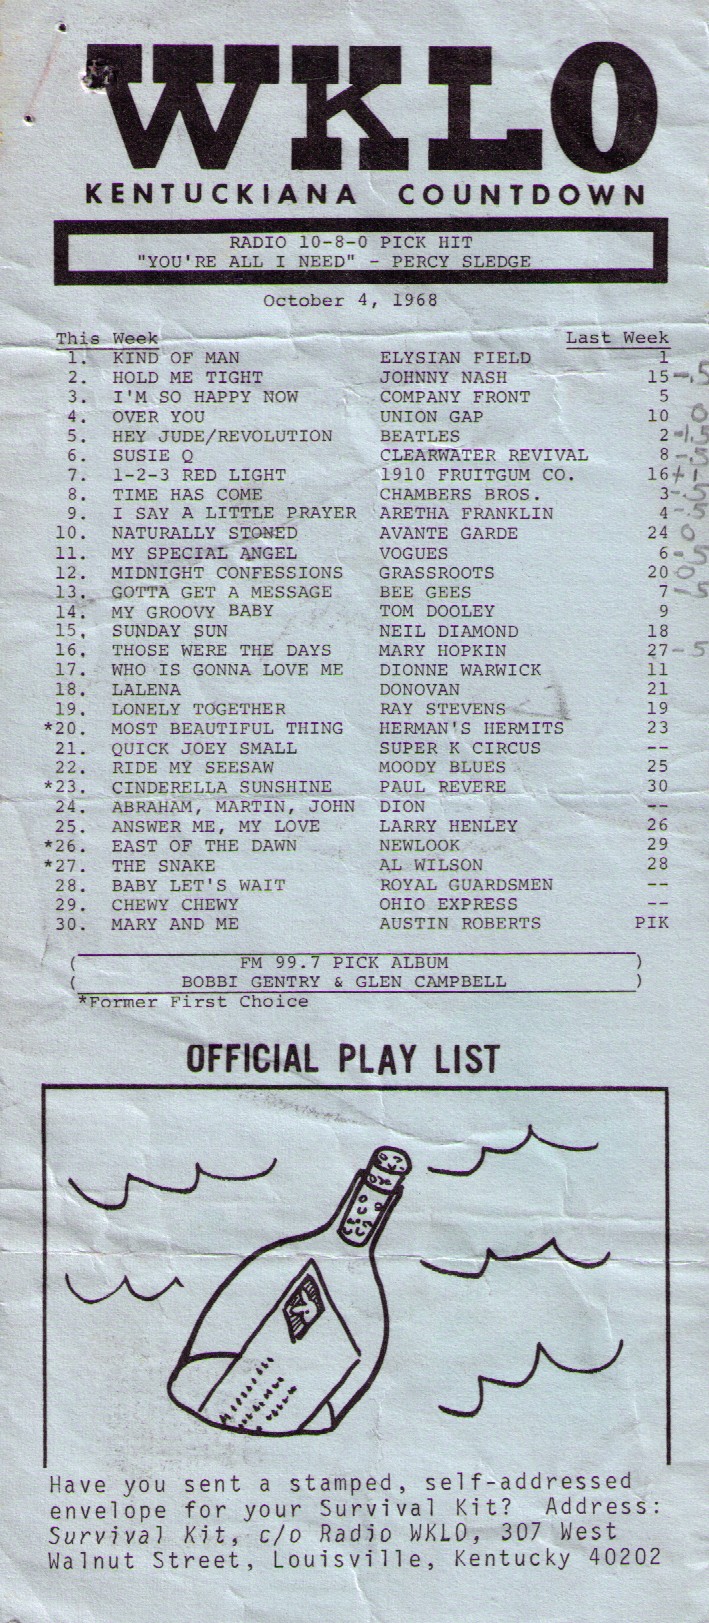 WKLO
KENTUCKIANA COUNTDOWN
RADIO 10-8-0 PICK HIT
"YOU'RE ALL I NEED" - PERCY SLEDGE
October 4, 1968
This Week Last Week
1. KIND OF MAN ELYSIAN FIELD 1
2. HOLD ME TIGHT JOHNNY NASH 15 -.5
3. I'M SO HAPPY NOW COMPANY FRONT 5
4. OVER YOU UNION GAP 10 0
5. HEY JUDE/REVOLUTION BEATLES 2 -1.5
6. SUSIE Q CLEARWATER REVIVAL 8 -.5
7. 1-2-3 RED LIGHT 1910 FRUITGUM CO. 16
8. TIME HAS COME CHAMBERS BROS. 3 -.5
9. I SAY A LITTLE PRAYER ARETHA FRANKLIN 4 -.5
10. NATURALLY STONED AVANTE GARDE 24 0
11. MY SPECIAL ANGEL VOGUES 6
12. MIDNIGHT CONFESSIONS GRASSROOTS 20
13. GOTTA GET A MESSAGE BEE GEES 7 -.5
14. MY GROOVY BABY TOM DOOLEY 9
15. SUNDAY SUN NEIL DIAMOND 18
16. THOSE WERE THE DAYS MARY HOPKIN 27 -.5
17. WHO IS GONNA LOVE ME DIONNE WARWICK 11
18. LALENA DONOVAN 21
19. LONELY TOGETHER RAY STEVENS 19
*20. MOST BEAUTIFUL THING HERMAN'S HERMITS 23
21. QUICK JOEY SMALL SUPER K CIRCUS --
22. RIDE MY SEESAW MOODY BLUES 25
*23. CINDERELLA SUNSHINE PAUL REVERE 30
24. ABRAHAM, MARTIN, JOHN DION --
25. ANSWER ME, MY LOVE LARRY HENLEY 26
*26. EAST OF THE DAWN NEWLOOK 29
*27. THE SNAKE AL WILSON 28
28. BABY LET'S WAIT ROYAL GUARDSMEN --
29. CHEWY CHEWY OHIO EXPRESS --
30. MARY AND ME AUSTIN ROBERTS PIK
( FM 99.7 PICK ALBUM )
( BOBBI GENTRY & GLEN CAMPBELL )
*Former First Choice
OFFICIAL PLAY LIST
Have you sent a stamped, self-addressed
envelope for your Survival Kit? Address:
Survival Kit, c/o Radio WKLO, 307 West
Walnut Street, Louisville, Kentucky 40202